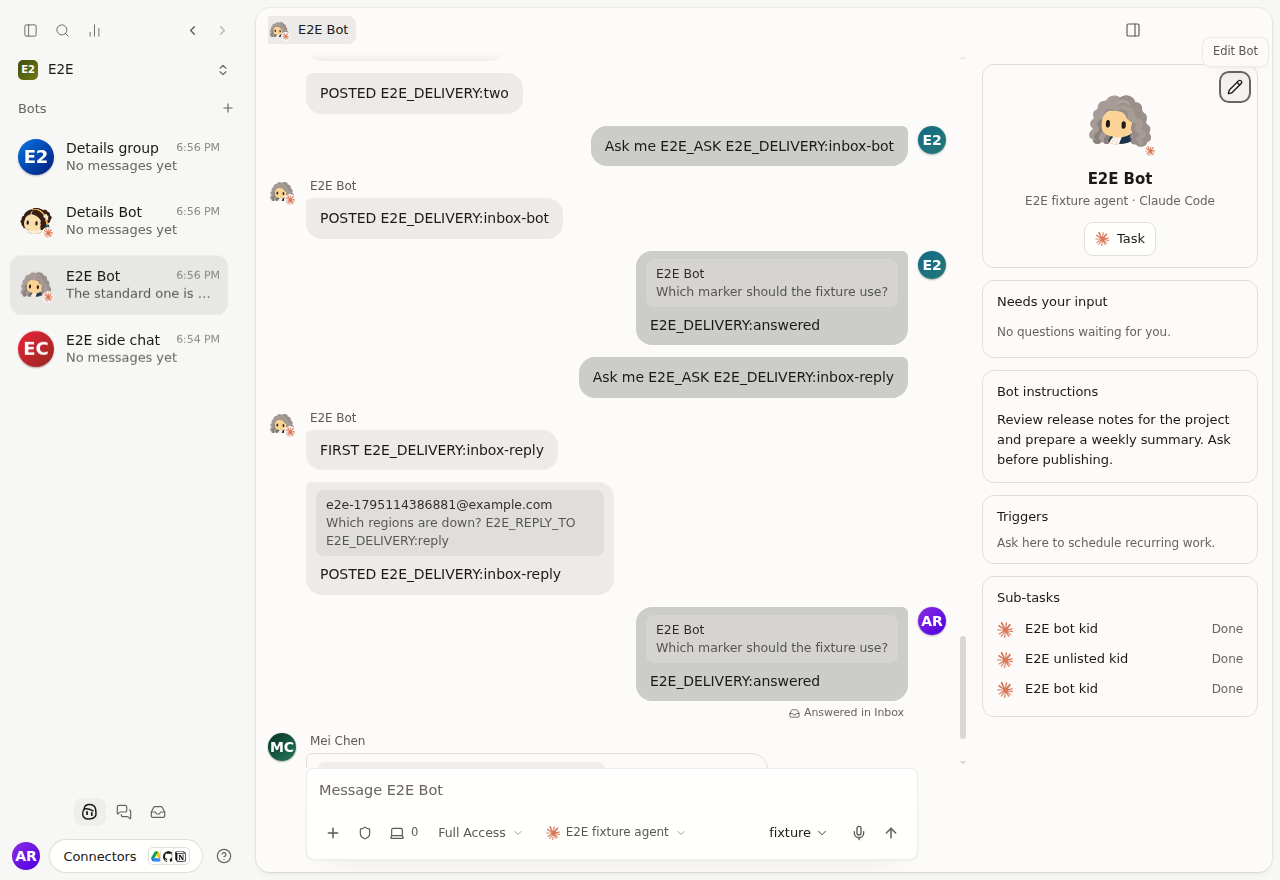 E2E Bot
Edit Bot
E2 E2E
Bots
E2 Details group 6:56 PM
No messages yet
Details Bot 6:56 PM
No messages yet
E2E Bot 6:56 PM
The standard one is …
EC E2E side chat 6:54 PM
No messages yet
AR Connectors
POSTED E2E_DELIVERY:two
Ask me E2E_ASK E2E_DELIVERY:inbox-bot
E2
E2E Bot
POSTED E2E_DELIVERY:inbox-bot
E2E Bot
Which marker should the fixture use?
E2E_DELIVERY:answered
E2
Ask me E2E_ASK E2E_DELIVERY:inbox-reply
E2E Bot
FIRST E2E_DELIVERY:inbox-reply
e2e-1795114386881@example.com
Which regions are down? E2E_REPLY_TO
E2E_DELIVERY:reply
POSTED E2E_DELIVERY:inbox-reply
E2E Bot
Which marker should the fixture use?
E2E_DELIVERY:answered
AR
Answered in Inbox
MC Mei Chen
Message E2E Bot
0 Full Access E2E fixture agent fixture
E2E Bot
E2E fixture agent · Claude Code
Task
Needs your input
No questions waiting for you.
Bot instructions
Review release notes for the project
and prepare a weekly summary. Ask
before publishing.
Triggers
Ask here to schedule recurring work.
Sub-tasks
E2E bot kid Done
E2E unlisted kid Done
E2E bot kid Done